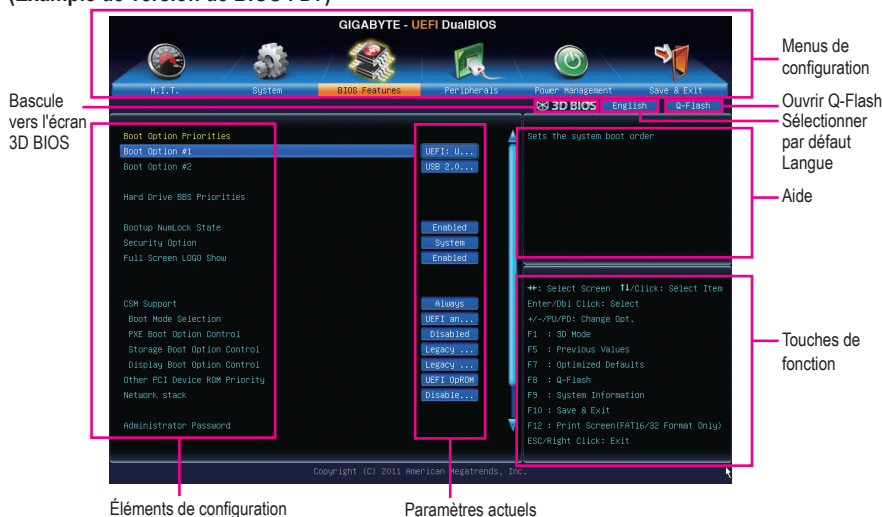 (Exemple de version de BIOS : D1)
GIGABYTE - UEFI DualBIOS
M.I.T.
System
BIOS Features
Peripherals
Power Management
Save & Exit
Menus de
configuration
Bascule
vers l'écran
3D BIOS
3D BIOS
English
Q-Flash
Ouvrir Q-Flash
Sélectionner
par défaut
Langue
Boot Option Priorities
Boot Option #1 UEFI: U...
Boot Option #2 USB 2.0...
Hard Drive BBS Priorities
Bootup NumLock State Enabled
Security Option System
Full Screen LOGO Show Enabled
CSM Support Always
Boot Mode Selection UEFI an...
PXE Boot Option Control Disabled
Storage Boot Option Control Legacy ...
Display Boot Option Control Legacy ...
Other PCI Device ROM Priority UEFI OpROM
Network stack Disable...
Administrator Password
Sets the system boot order
Aide
→←: Select Screen ↑↓/Click: Select Item
Enter/Dbl Click: Select
+/-/PU/PD: Change Opt.
F1 : 3D Mode
F5 : Previous Values
F7 : Optimized Defaults
F8 : Q-Flash
F9 : System Information
F10 : Save & Exit
F12 : Print Screen(FAT16/32 Format Only)
ESC/Right Click: Exit
Touches de
fonction
Copyright (C) 2011 American Megatrends, Inc.
Éléments de configuration
Paramètres actuels